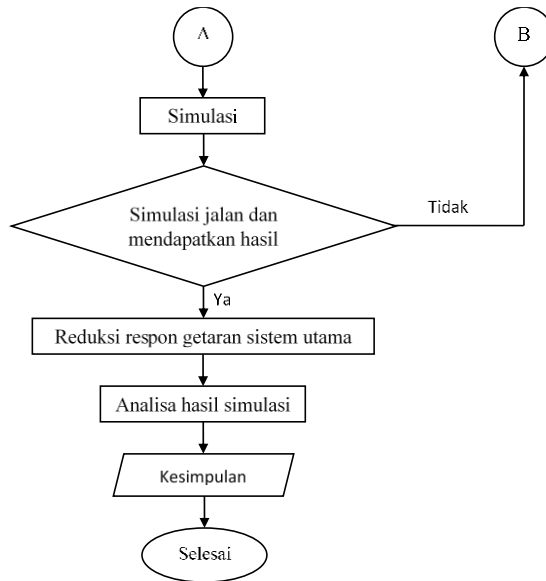 A
B
Simulasi
Simulasi jalan dan
mendapatkan hasil
Tidak
Ya
Reduksi respon getaran sistem utama
Analisa hasil simulasi
Kesimpulan
Selesai